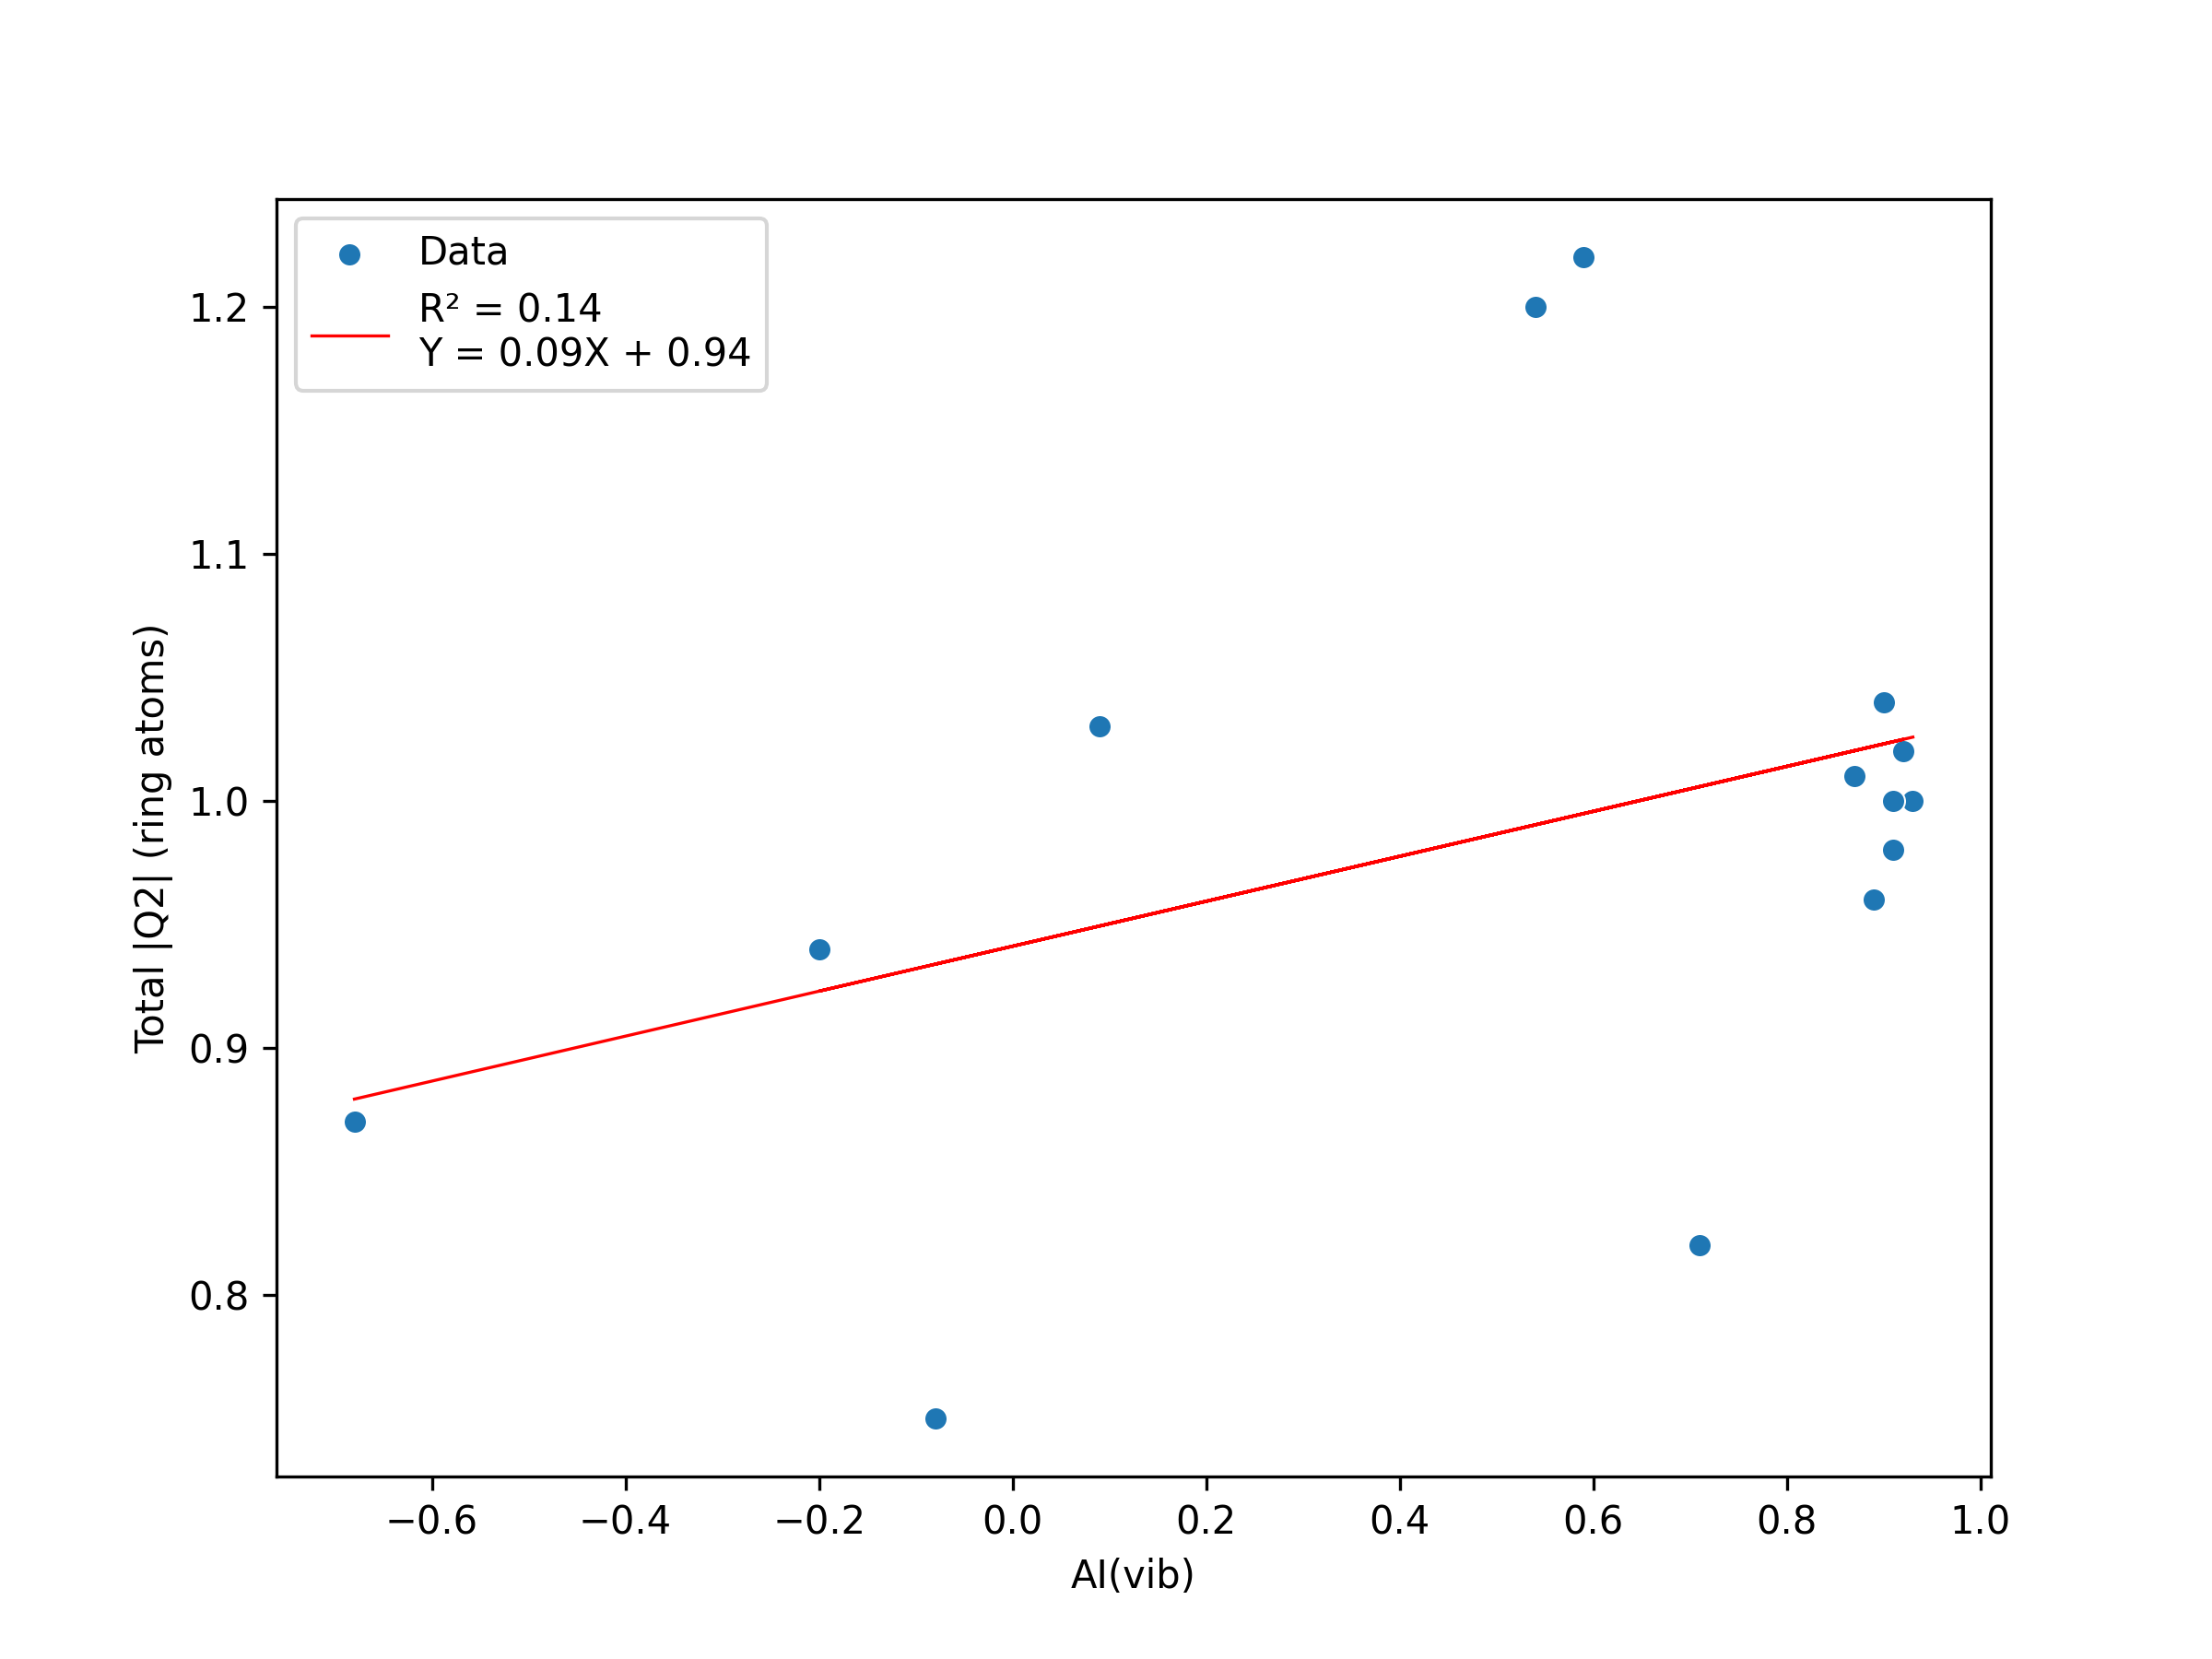 Data
R² = 0.14
Y = 0.09X + 0.94
1.2
1.1
1.0
0.9
0.8
Total |Q2| (ring atoms)
−0.6 −0.4 −0.2 0.0 0.2 0.4 0.6 0.8 1.0
AI(vib)